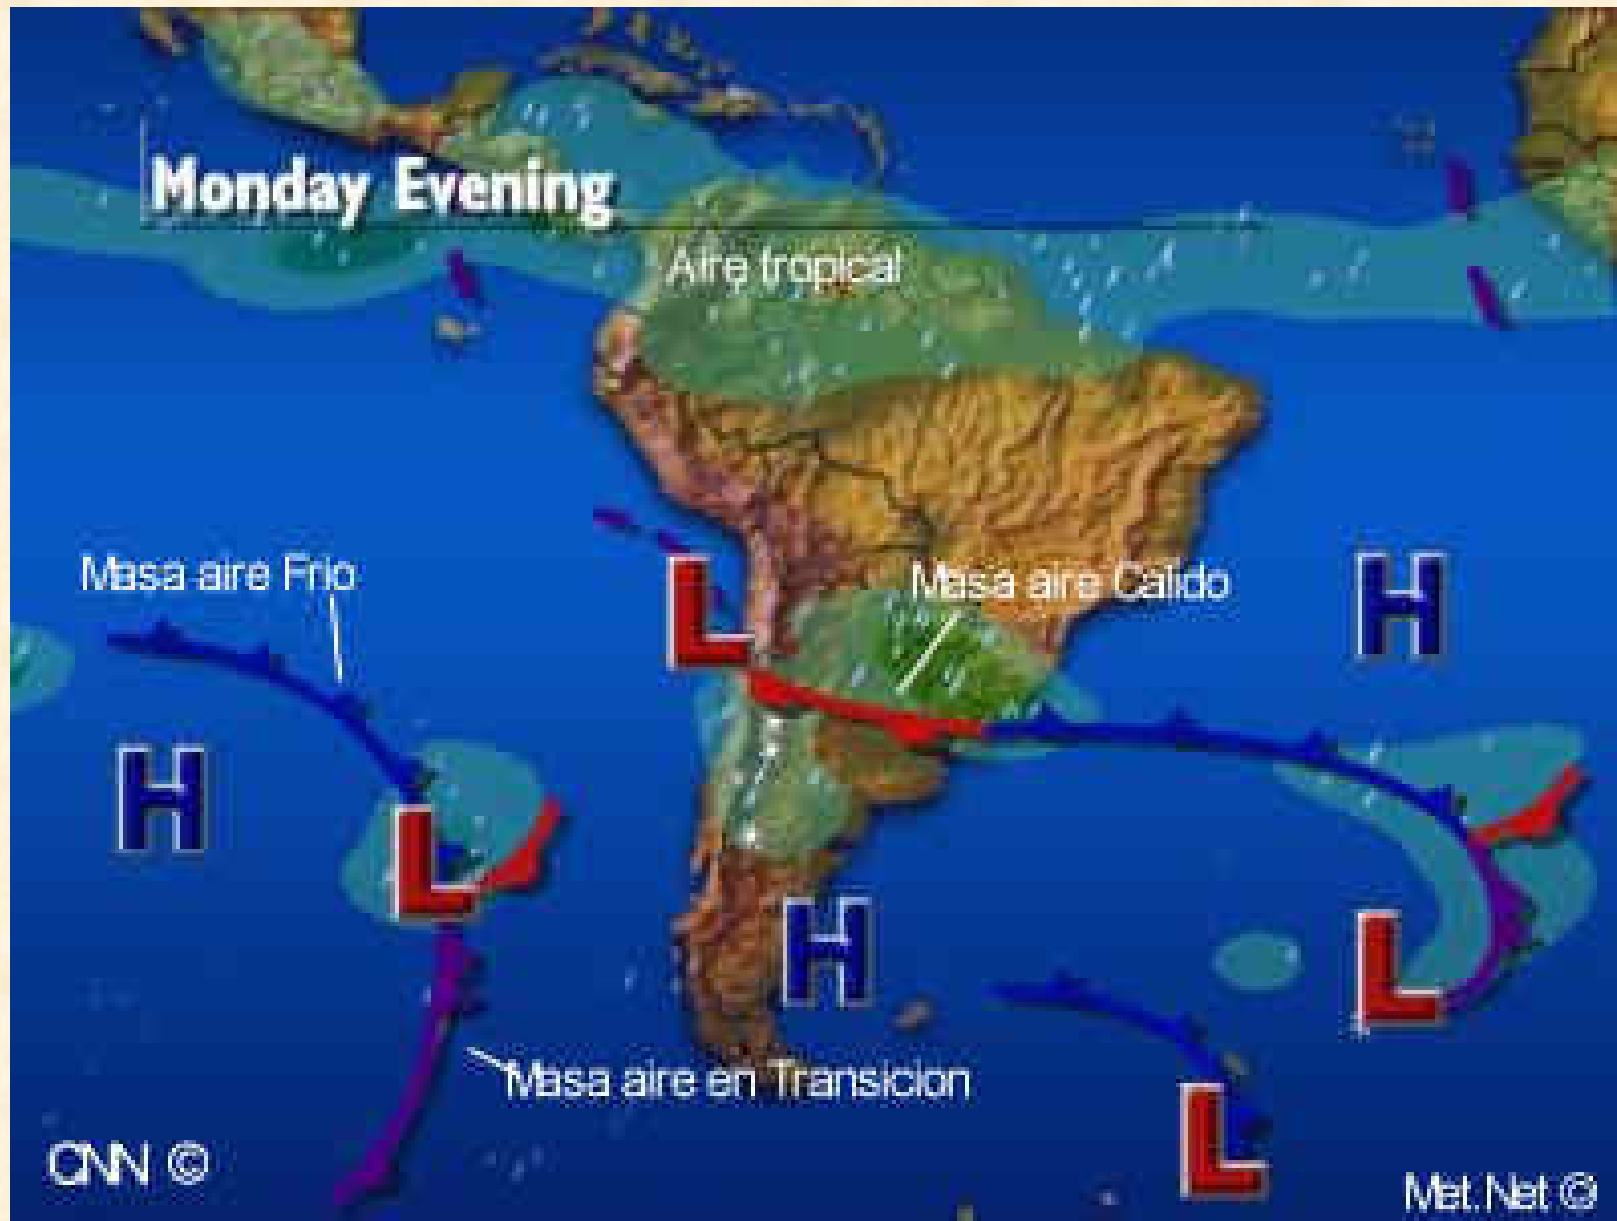 Monday Evening
Aire tropical
Masa aire Frio
L
Masa aire Calido
H
H
L
H
L
Masa aire en Transicion
L
CNN ©
Met.Net ©